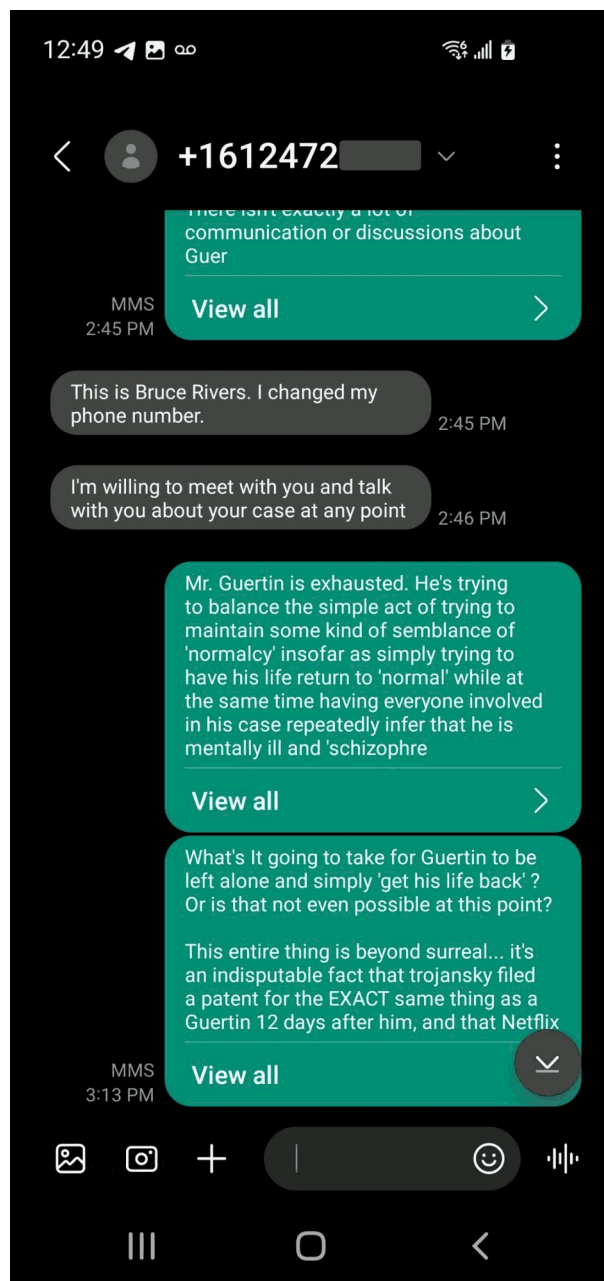 12:49
+1612472
There isn't exactly a lot of
communication or discussions about
Guer
View all
MMS
2:45 PM
This is Bruce Rivers. I changed my
phone number.
2:45 PM
I'm willing to meet with you and talk
with you about your case at any point
2:46 PM
Mr. Guertin is exhausted. He's trying
to balance the simple act of trying to
maintain some kind of semblance of
'normalcy' insofar as simply trying to
have his life return to 'normal' while at
the same time having everyone involved
in his case repeatedly infer that he is
mentally ill and 'schizophre
View all
What's It going to take for Guertin to be
left alone and simply 'get his life back' ?
Or is that not even possible at this point?
This entire thing is beyond surreal... it's
an indisputable fact that trojansky filed
a patent for the EXACT same thing as a
Guertin 12 days after him, and that Netflix
View all
MMS
3:13 PM